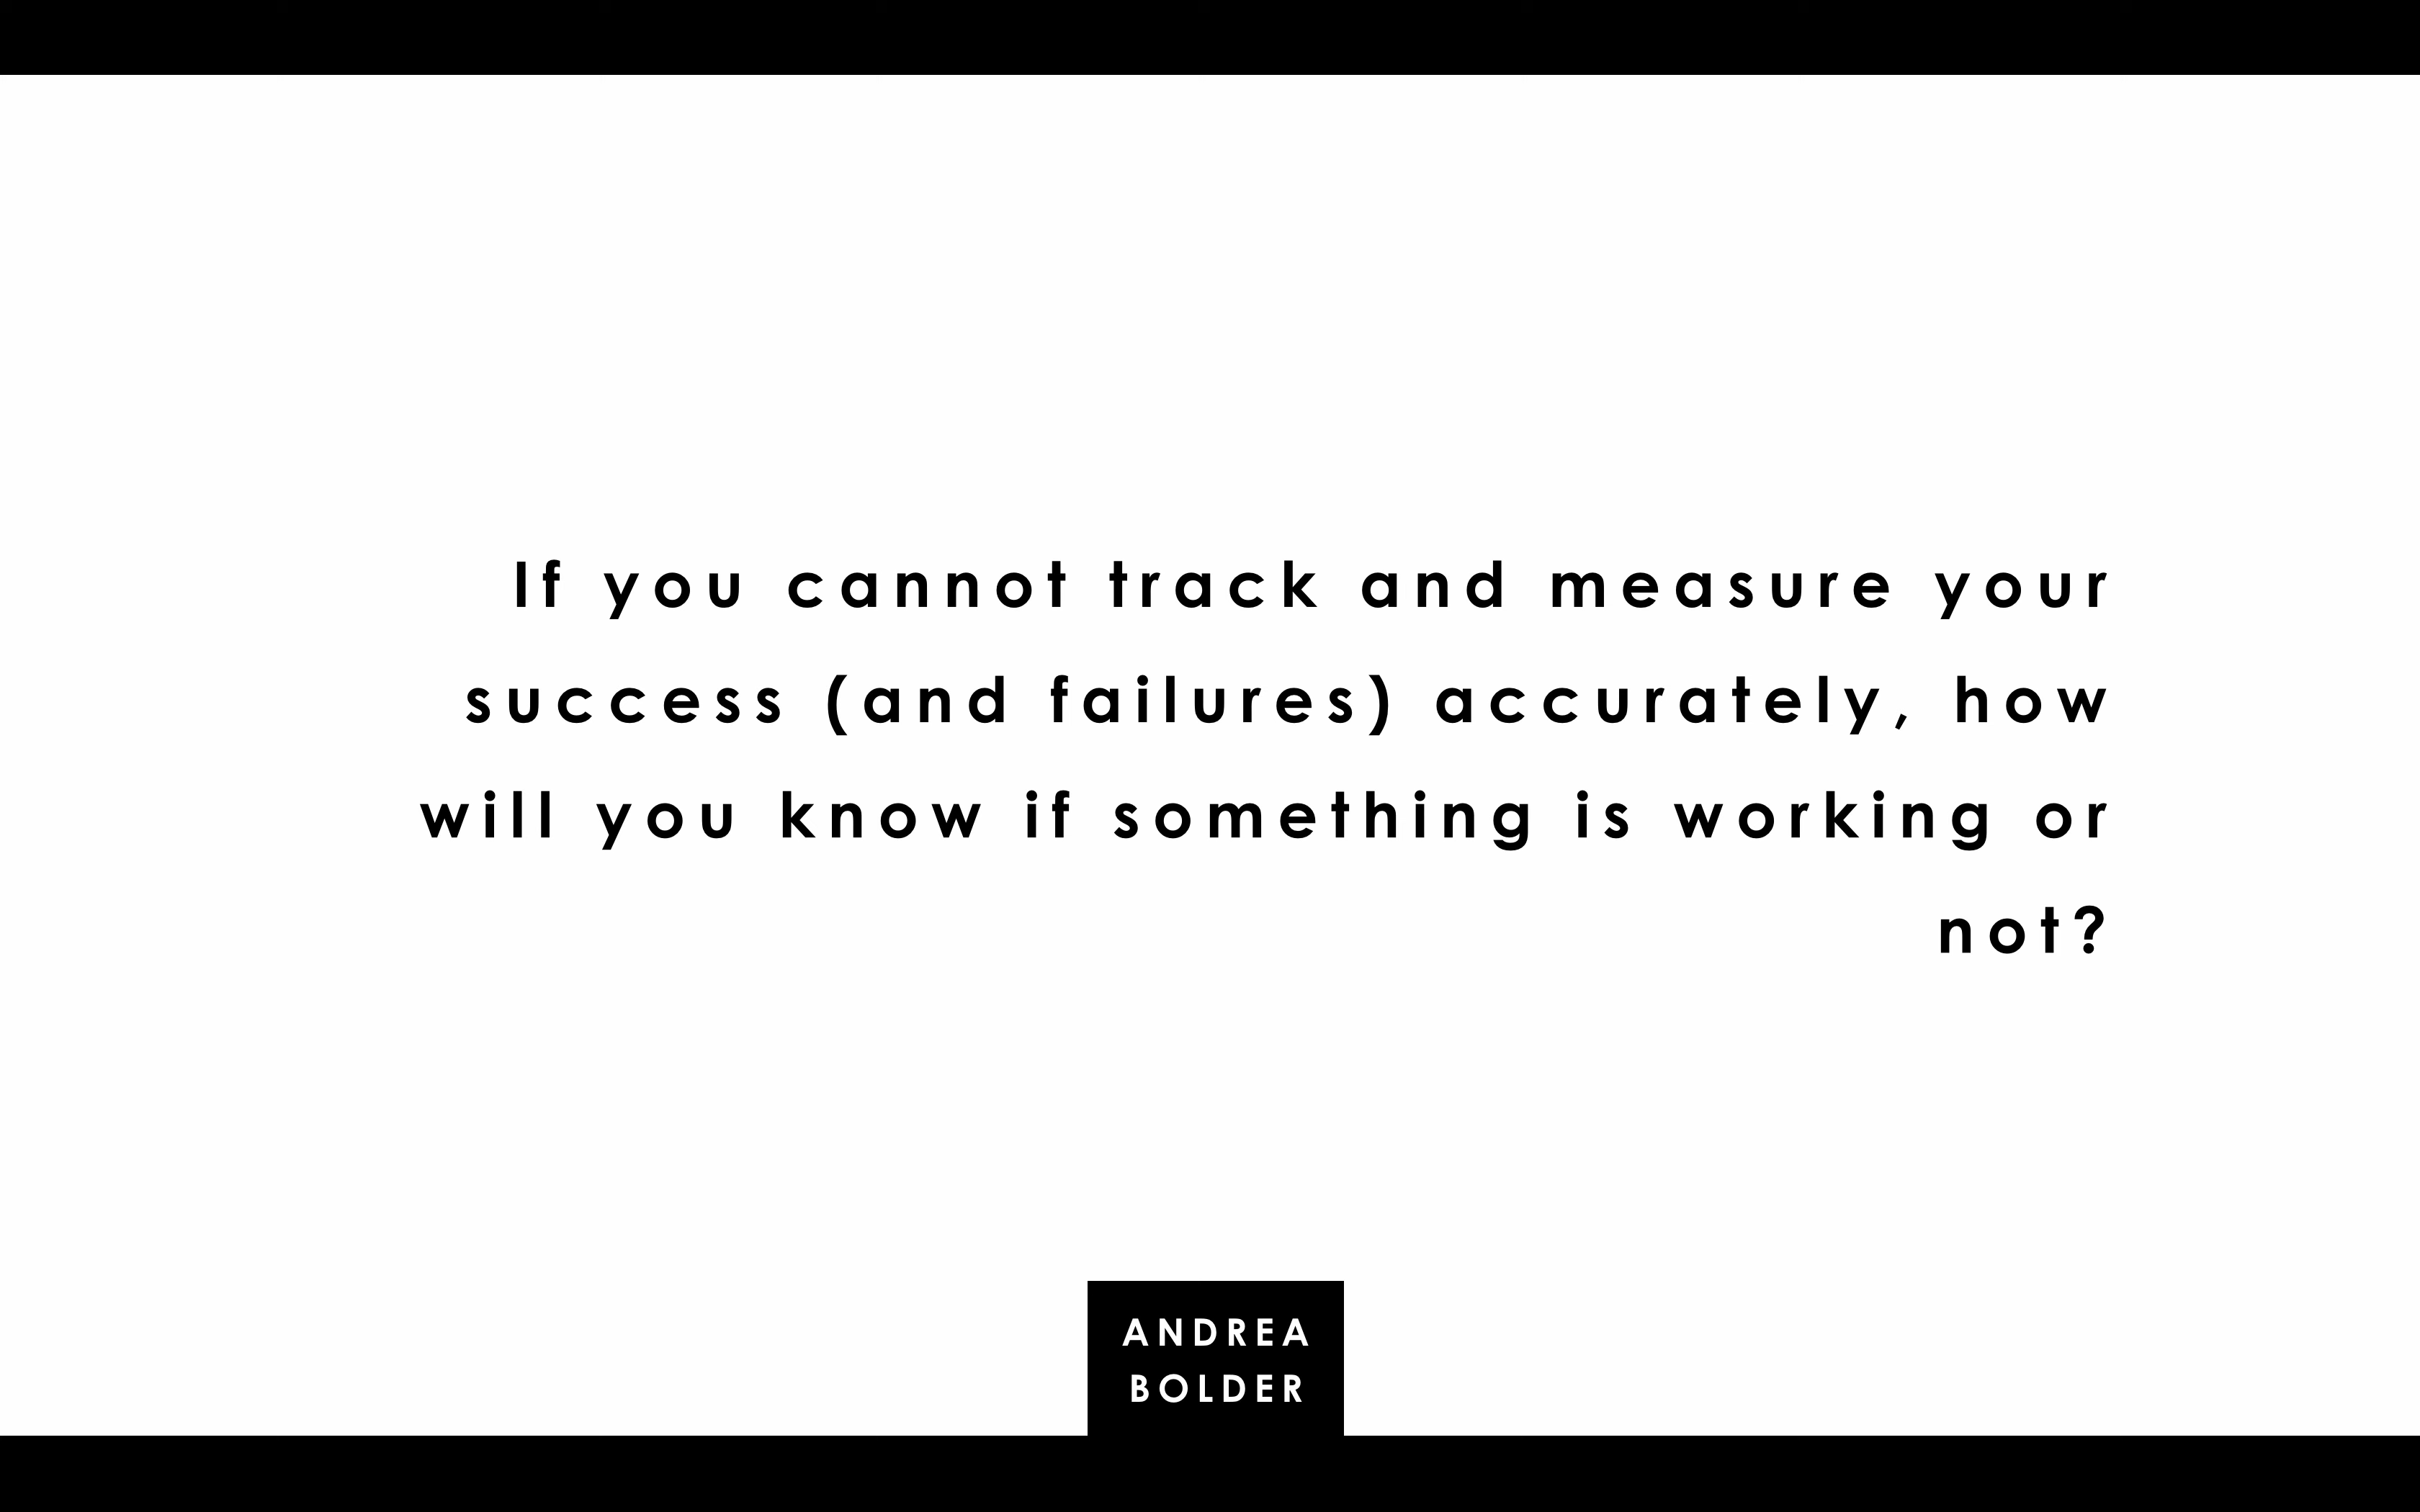 If you cannot track and measure your
success (and failures) accurately, how
will you know if something is working or
not?
ANDREA
BOLDER